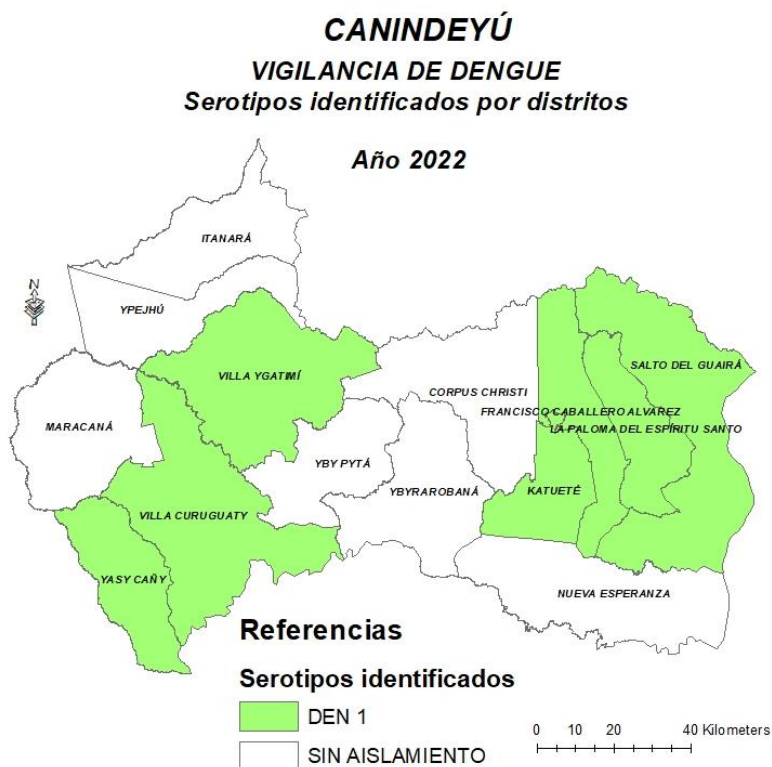 CANINDEYÚ
VIGILANCIA DE DENGUE
Serotipos identificados por distritos
Año 2022
ITANARÁ
N
YPEJHÚ
VILLA YGATIMÍ
SALTO DEL GUAIRÁ
CORPUS CHRISTI
FRANCISCO CABALLERO ALVAREZ
MARACANÁ
LA PALOMA DEL ESPÍRITU SANTO
YBY PYTÁ
YBYRAROBANÁ
KATUETÉ
VILLA CURUGUATY
YASY CAÑY
NUEVA ESPERANZA
Referencias
Serotipos identificados
DEN 1
0 10 20 40 Kilometers
SIN AISLAMIENTO